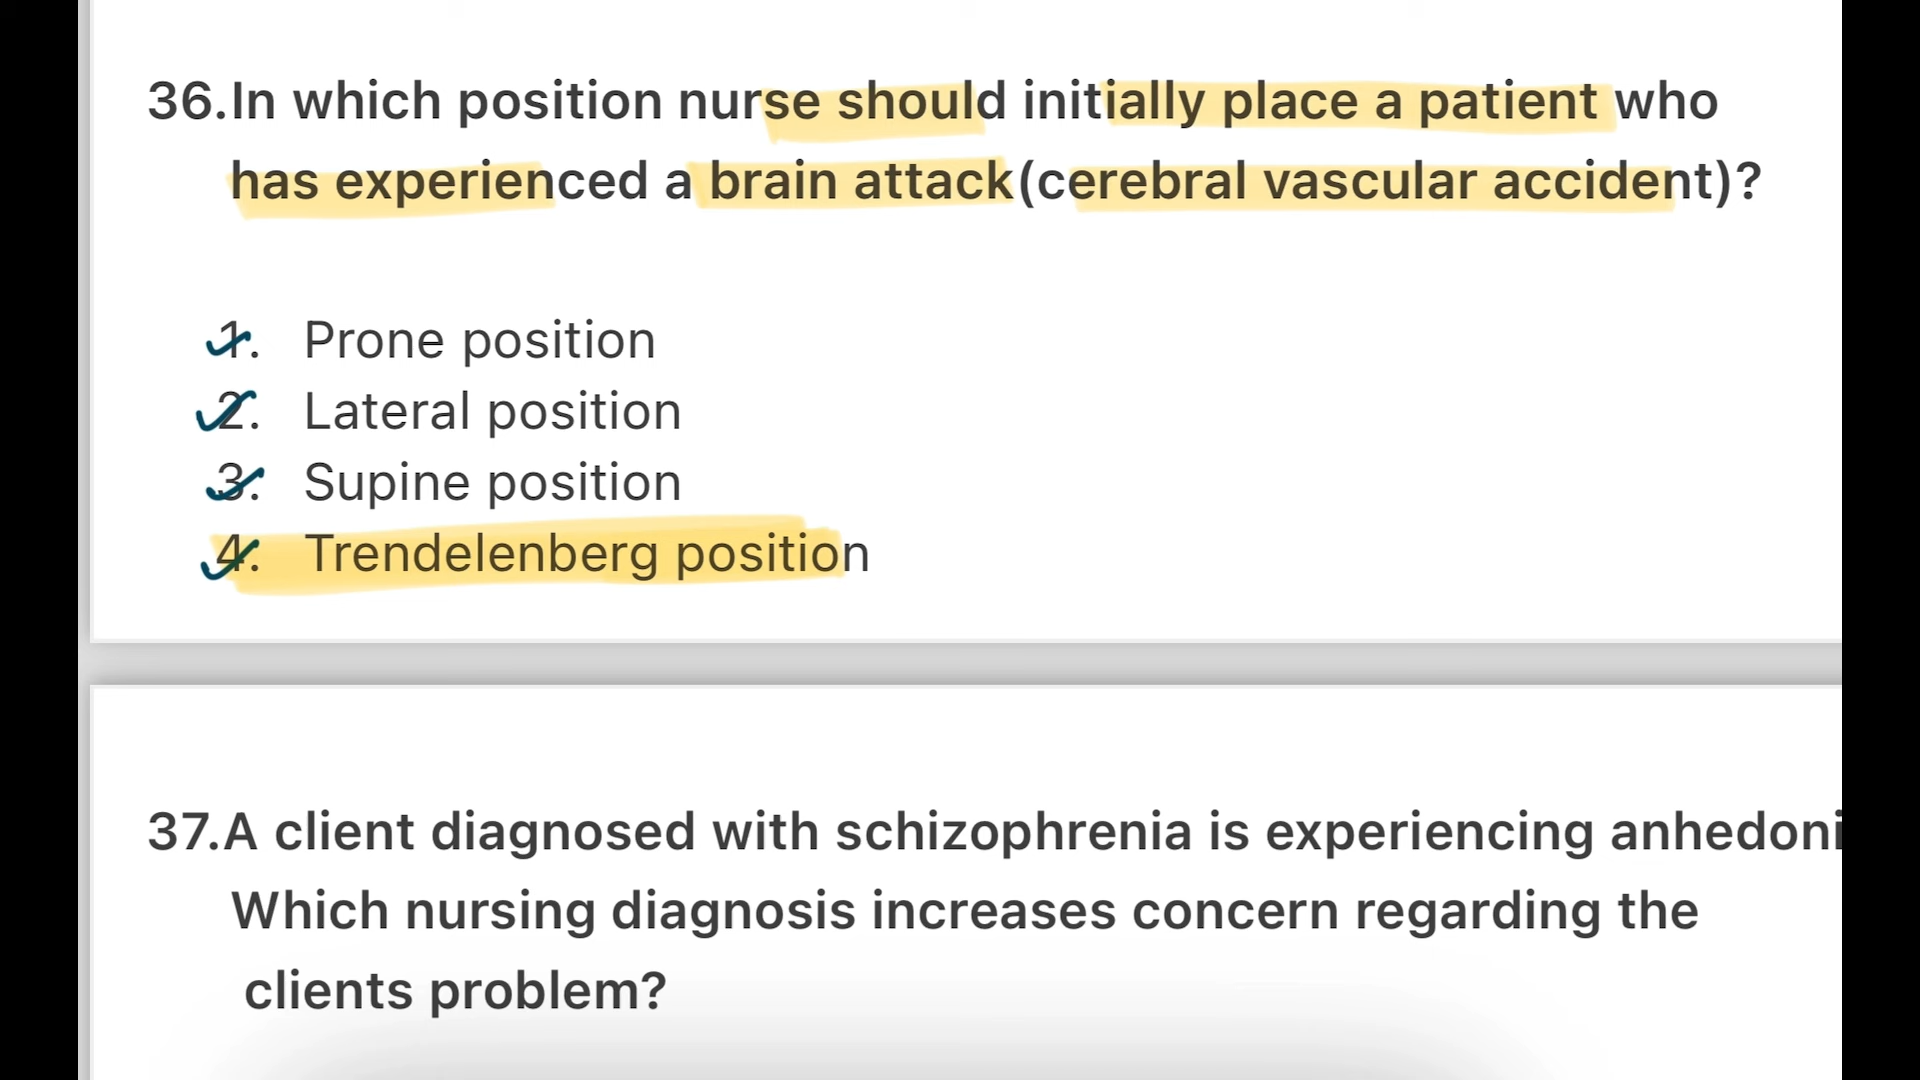 36.In which position nurse should initially place a patient who
has experienced a brain attack(cerebral vascular accident)?
1. Prone position
2. Lateral position
3. Supine position
4. Trendelenberg position
37.A client diagnosed with schizophrenia is experiencing anhedoni
Which nursing diagnosis increases concern regarding the
clients problem?